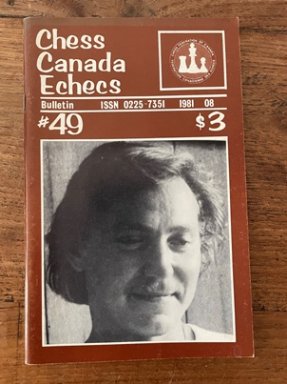 Chess
Canada
Echecs
Bulletin ISSN 0225-7351 1981 08
#49 $3